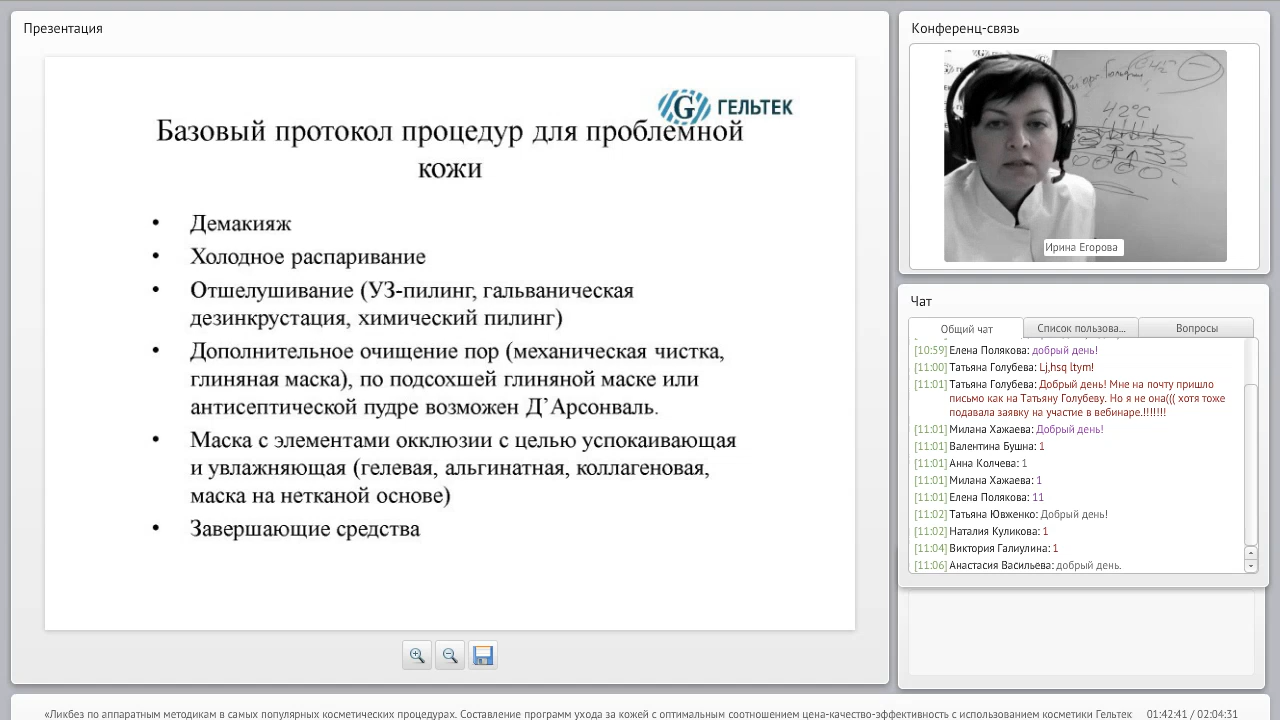 Презентация
ГЕЛЬТЕК
Базовый протокол процедур для проблемной
кожи
• Демакияж
• Холодное распаривание
• Отшелушивание (УЗ-пилинг, гальваническая
дезинкрустация, химический пилинг)
• Дополнительное очищение пор (механическая чистка,
глиняная маска), по подсохшей глиняной маске или
антисептической пудре возможен Д’Арсонваль.
• Маска с элементами окклюзии с целью успокаивающая
и увлажняющая (гелевая, альгинатная, коллагеновая,
маска на нетканой основе)
• Завершающие средства
Конференц-связь
42°C
Ирина Егорова
Чат
Общий чат
Список пользова...
Вопросы
[10:59] Елена Полякова: добрый день!
[11:00] Татьяна Голубева: Lj,hsq ltym!
[11:01] Татьяна Голубева: Добрый день! Мне на почту пришло
письмо как на Татьяну Голубеву. Но я не она((( хотя тоже
подавала заявку на участие в вебинаре.!!!!!!!
[11:01] Милана Хажаева: Добрый день!
[11:01] Валентина Бушна: 1
[11:01] Анна Колчева: 1
[11:01] Милана Хажаева: 1
[11:01] Елена Полякова: 11
[11:02] Татьяна Ювженко: Добрый день!
[11:02] Наталия Куликова: 1
[11:04] Виктория Галиулина: 1
[11:06] Анастасия Васильева: добрый день.
«Ликбез по аппаратным методикам в самых популярных косметических процедурах. Составление программ ухода за кожей с оптимальным соотношением цена-качество-эффективность с использованием косметики Гельтек
01:42:41 / 02:04:31